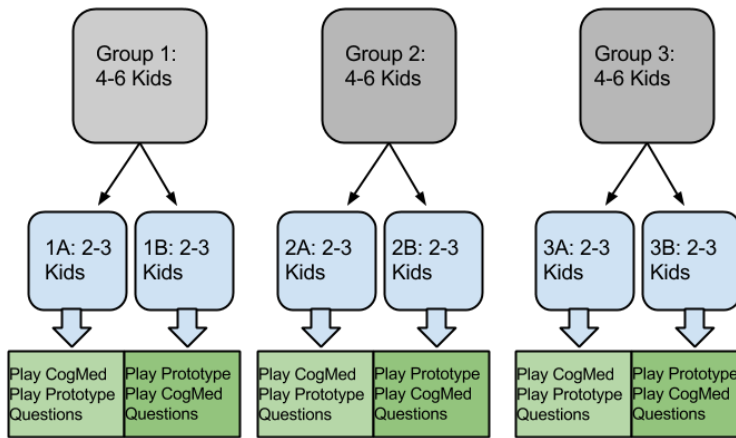 Group 1:
4-6 Kids
Group 2:
4-6 Kids
Group 3:
4-6 Kids
1A: 2-3
Kids
1B: 2-3
Kids
2A: 2-3
Kids
2B: 2-3
Kids
3A: 2-3
Kids
3B: 2-3
Kids
Play CogMed
Play Prototype
Questions
Play Prototype
Play CogMed
Questions
Play CogMed
Play Prototype
Questions
Play Prototype
Play CogMed
Questions
Play CogMed
Play Prototype
Questions
Play Prototype
Play CogMed
Questions